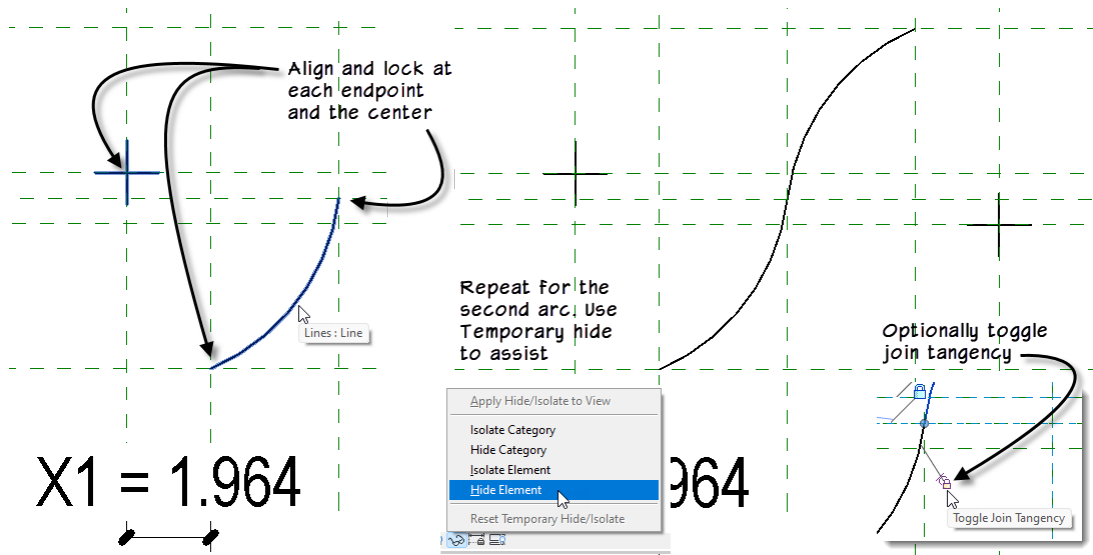 Align and lock at
each endpoint
and the center
Lines : Line
X1 = 1.964
Repeat for the
second arc. Use
Temporary hide
to assist
Apply Hide/Isolate to View
Isolate Category
Hide Category
Isolate Element
Hide Element
Reset Temporary Hide/Isolate
964
Optionally toggle
join tangency
Toggle Join Tangency